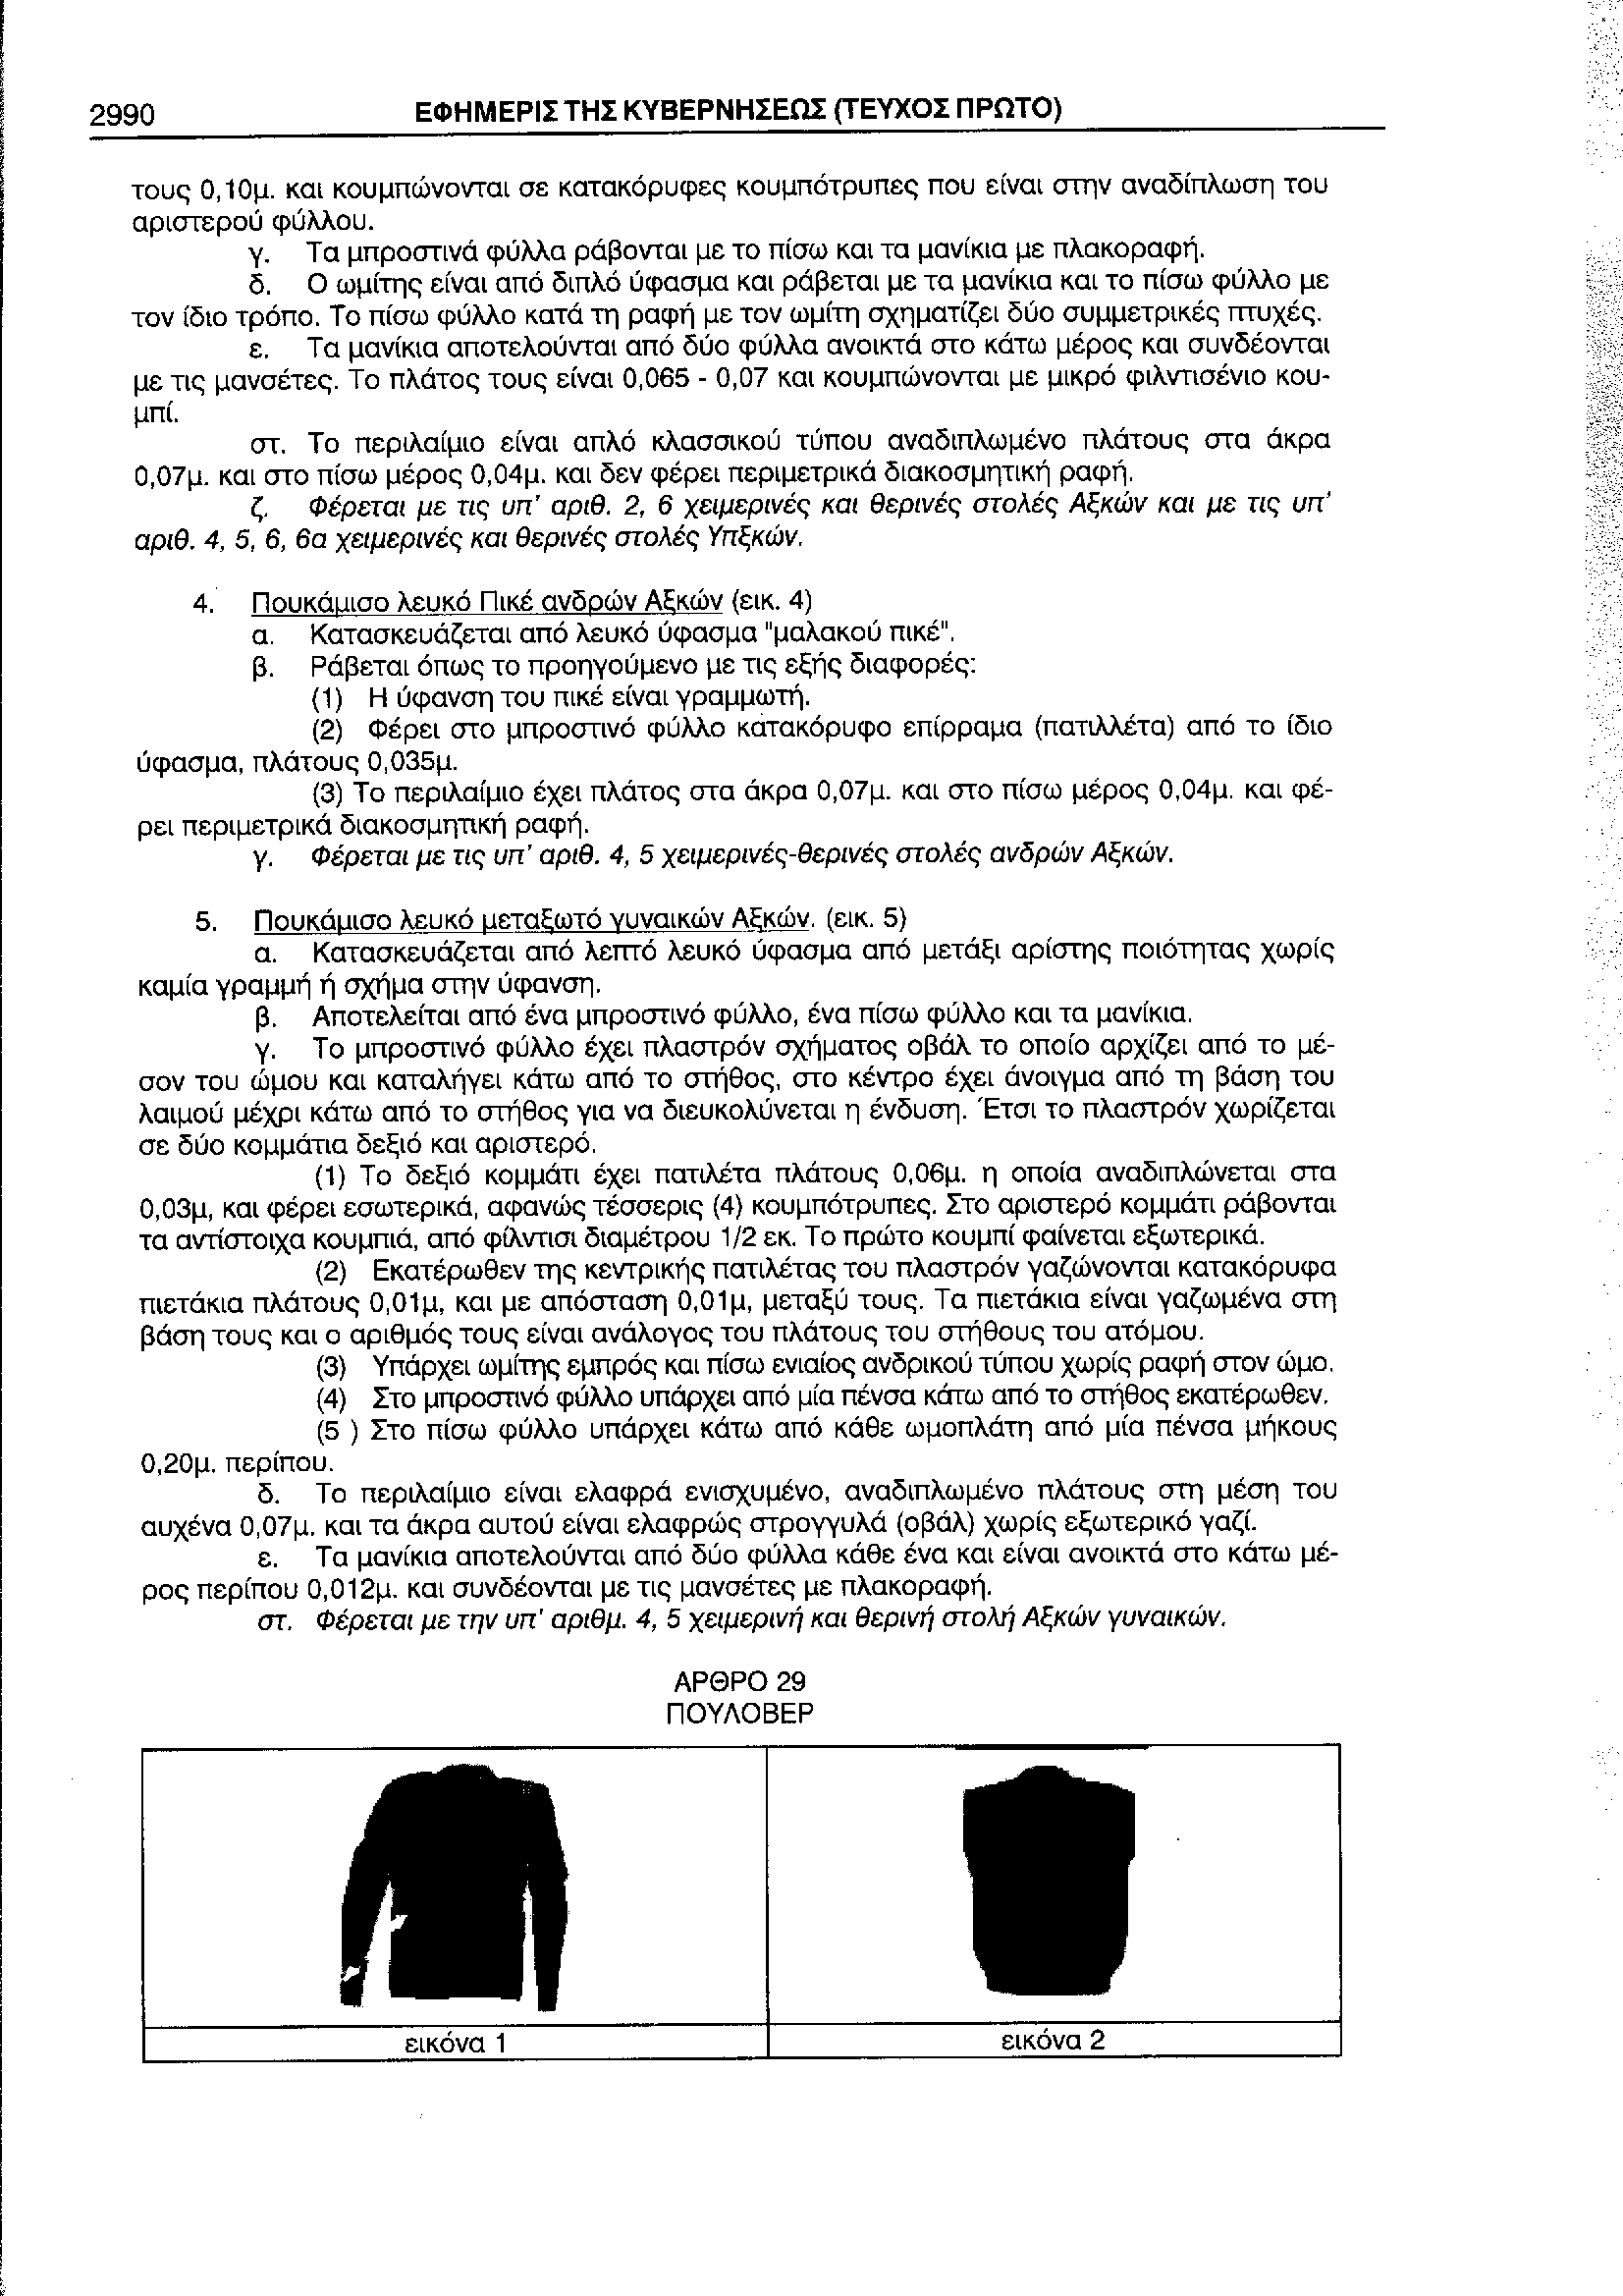 2990
ΕΦΗΜΕΡΙΣ ΤΗΣ ΚΥΒΕΡΝΗΣΕΩΣ (ΤΕΥΧΟΣ ΠΡΩΤΟ)
τους 0,10μ. και κουμπώνονται σε κατακόρυφες κουμπότρυπες που είναι στην αναδίπλωση του
αριστερού φύλλου.
γ. Τα μπροστινά φύλλα ράβονται με το πίσω και τα μανίκια με πλακοραφή.
δ. Ο ωμίτης είναι από διπλό ύφασμα και ράβεται με τα μανίκια και το πίσω φύλλο με
τον ίδιο τρόπο. Το πίσω φύλλο κατά τη ραφή με τον ωμίτη σχηματίζει δύο συμμετρικές πτυχές.
ε. Τα μανίκια αποτελούνται από δύο φύλλα ανοικτά στο κάτω μέρος και συνδέονται
με τις μανσέτες. Το πλάτος τους είναι 0,065 - 0,07 και κουμπώνονται με μικρό φιλντισένιο κου-
μπί.
στ. Το περιλαίμιο είναι απλό κλασσικού τύπου αναδιπλωμένο πλάτους στα άκρα
0,07μ. και στο πίσω μέρος 0,04μ. και δεν φέρει περιμετρικά διακοσμητική ραφή.
ζ. Φέρεται με τις υπ' αριθ. 2, 6 χειμερινές και θερινές στολές Αξκών και με τις υπ'
αριθ. 4, 5, 6, 6α χειμερινές και θερινές στολές Υπξκών.
4. Πουκάμισο λευκό Πικέ ανδρών Αξκών (εικ. 4)
α. Κατασκευάζεται από λευκό ύφασμα "μαλακού πικέ".
β. Ράβεται όπως το προηγούμενο με τις εξής διαφορές:
(1) Η ύφανση του πικέ είναι γραμμωτή.
(2) Φέρει στο μπροστινό φύλλο κατακόρυφο επίρραμα (πατιλλέτα) από το ίδιο
ύφασμα, πλάτους 0,035μ.
(3) Το περιλαίμιο έχει πλάτος στα άκρα 0,07μ. και στο πίσω μέρος 0,04μ. και φέ-
ρει περιμετρικά διακοσμητική ραφή.
γ. Φέρεται με τις υπ' αριθ. 4, 5 χειμερινές-θερινές στολές ανδρών Αξκών.
5. Πουκάμισο λευκό μεταξωτό γυναικών Αξκών. (εικ. 5)
α. Κατασκευάζεται από λεπτό λευκό ύφασμα από μετάξι αρίστης ποιότητας χωρίς
καμία γραμμή ή σχήμα στην ύφανση.
β. Αποτελείται από ένα μπροστινό φύλλο, ένα πίσω φύλλο και τα μανίκια.
γ. Το μπροστινό φύλλο έχει πλαστρόν σχήματος οβάλ το οποίο αρχίζει από το μέ-
σον του ώμου και καταλήγει κάτω από το στήθος, στο κέντρο έχει άνοιγμα από τη βάση του
λαιμού μέχρι κάτω από το στήθος για να διευκολύνεται η ένδυση. Έτσι το πλαστρόν χωρίζεται
σε δύο κομμάτια δεξιό και αριστερό.
(1) Το δεξιό κομμάτι έχει πατιλέτα πλάτους 0,06μ. η οποία αναδιπλώνεται στα
0,03μ, και φέρει εσωτερικά, αφανώς τέσσερις (4) κουμπότρυπες. Στο αριστερό κομμάτι ράβονται
τα αντίστοιχα κουμπιά, από φίλντισι διαμέτρου 1/2 εκ. Το πρώτο κουμπί φαίνεται εξωτερικά.
(2) Εκατέρωθεν της κεντρικής πατιλέτας του πλαστρόν γαζώνονται κατακόρυφα
πιετάκια πλάτους 0,01μ, και με απόσταση 0,01μ, μεταξύ τους. Τα πιετάκια είναι γαζωμένα στη
βάση τους και ο αριθμός τους είναι ανάλογος του πλάτους του στήθους του ατόμου.
(3) Υπάρχει ωμίτης εμπρός και πίσω ενιαίος ανδρικού τύπου χωρίς ραφή στον ώμο.
(4) Στο μπροστινό φύλλο υπάρχει από μία πένσα κάτω από το στήθος εκατέρωθεν.
(5 ) Στο πίσω φύλλο υπάρχει κάτω από κάθε ωμοπλάτη από μία πένσα μήκους
0,20μ. περίπου.
δ. Το περιλαίμιο είναι ελαφρά ενισχυμένο, αναδιπλωμένο πλάτους στη μέση του
αυχένα 0,07μ. και τα άκρα αυτού είναι ελαφρώς στρογγυλά (οβάλ) χωρίς εξωτερικό γαζί.
ε. Τα μανίκια αποτελούνται από δύο φύλλα κάθε ένα και είναι ανοικτά στο κάτω μέ-
ρος περίπου 0,012μ. και συνδέονται με τις μανσέτες με πλακοραφή.
στ. Φέρεται με την υπ' αριθμ. 4, 5 χειμερινή και θερινή στολή Αξκών γυναικών.
ΑΡΘΡΟ 29
ΠΟΥΛΟΒΕΡ
εικόνα 1
εικόνα 2